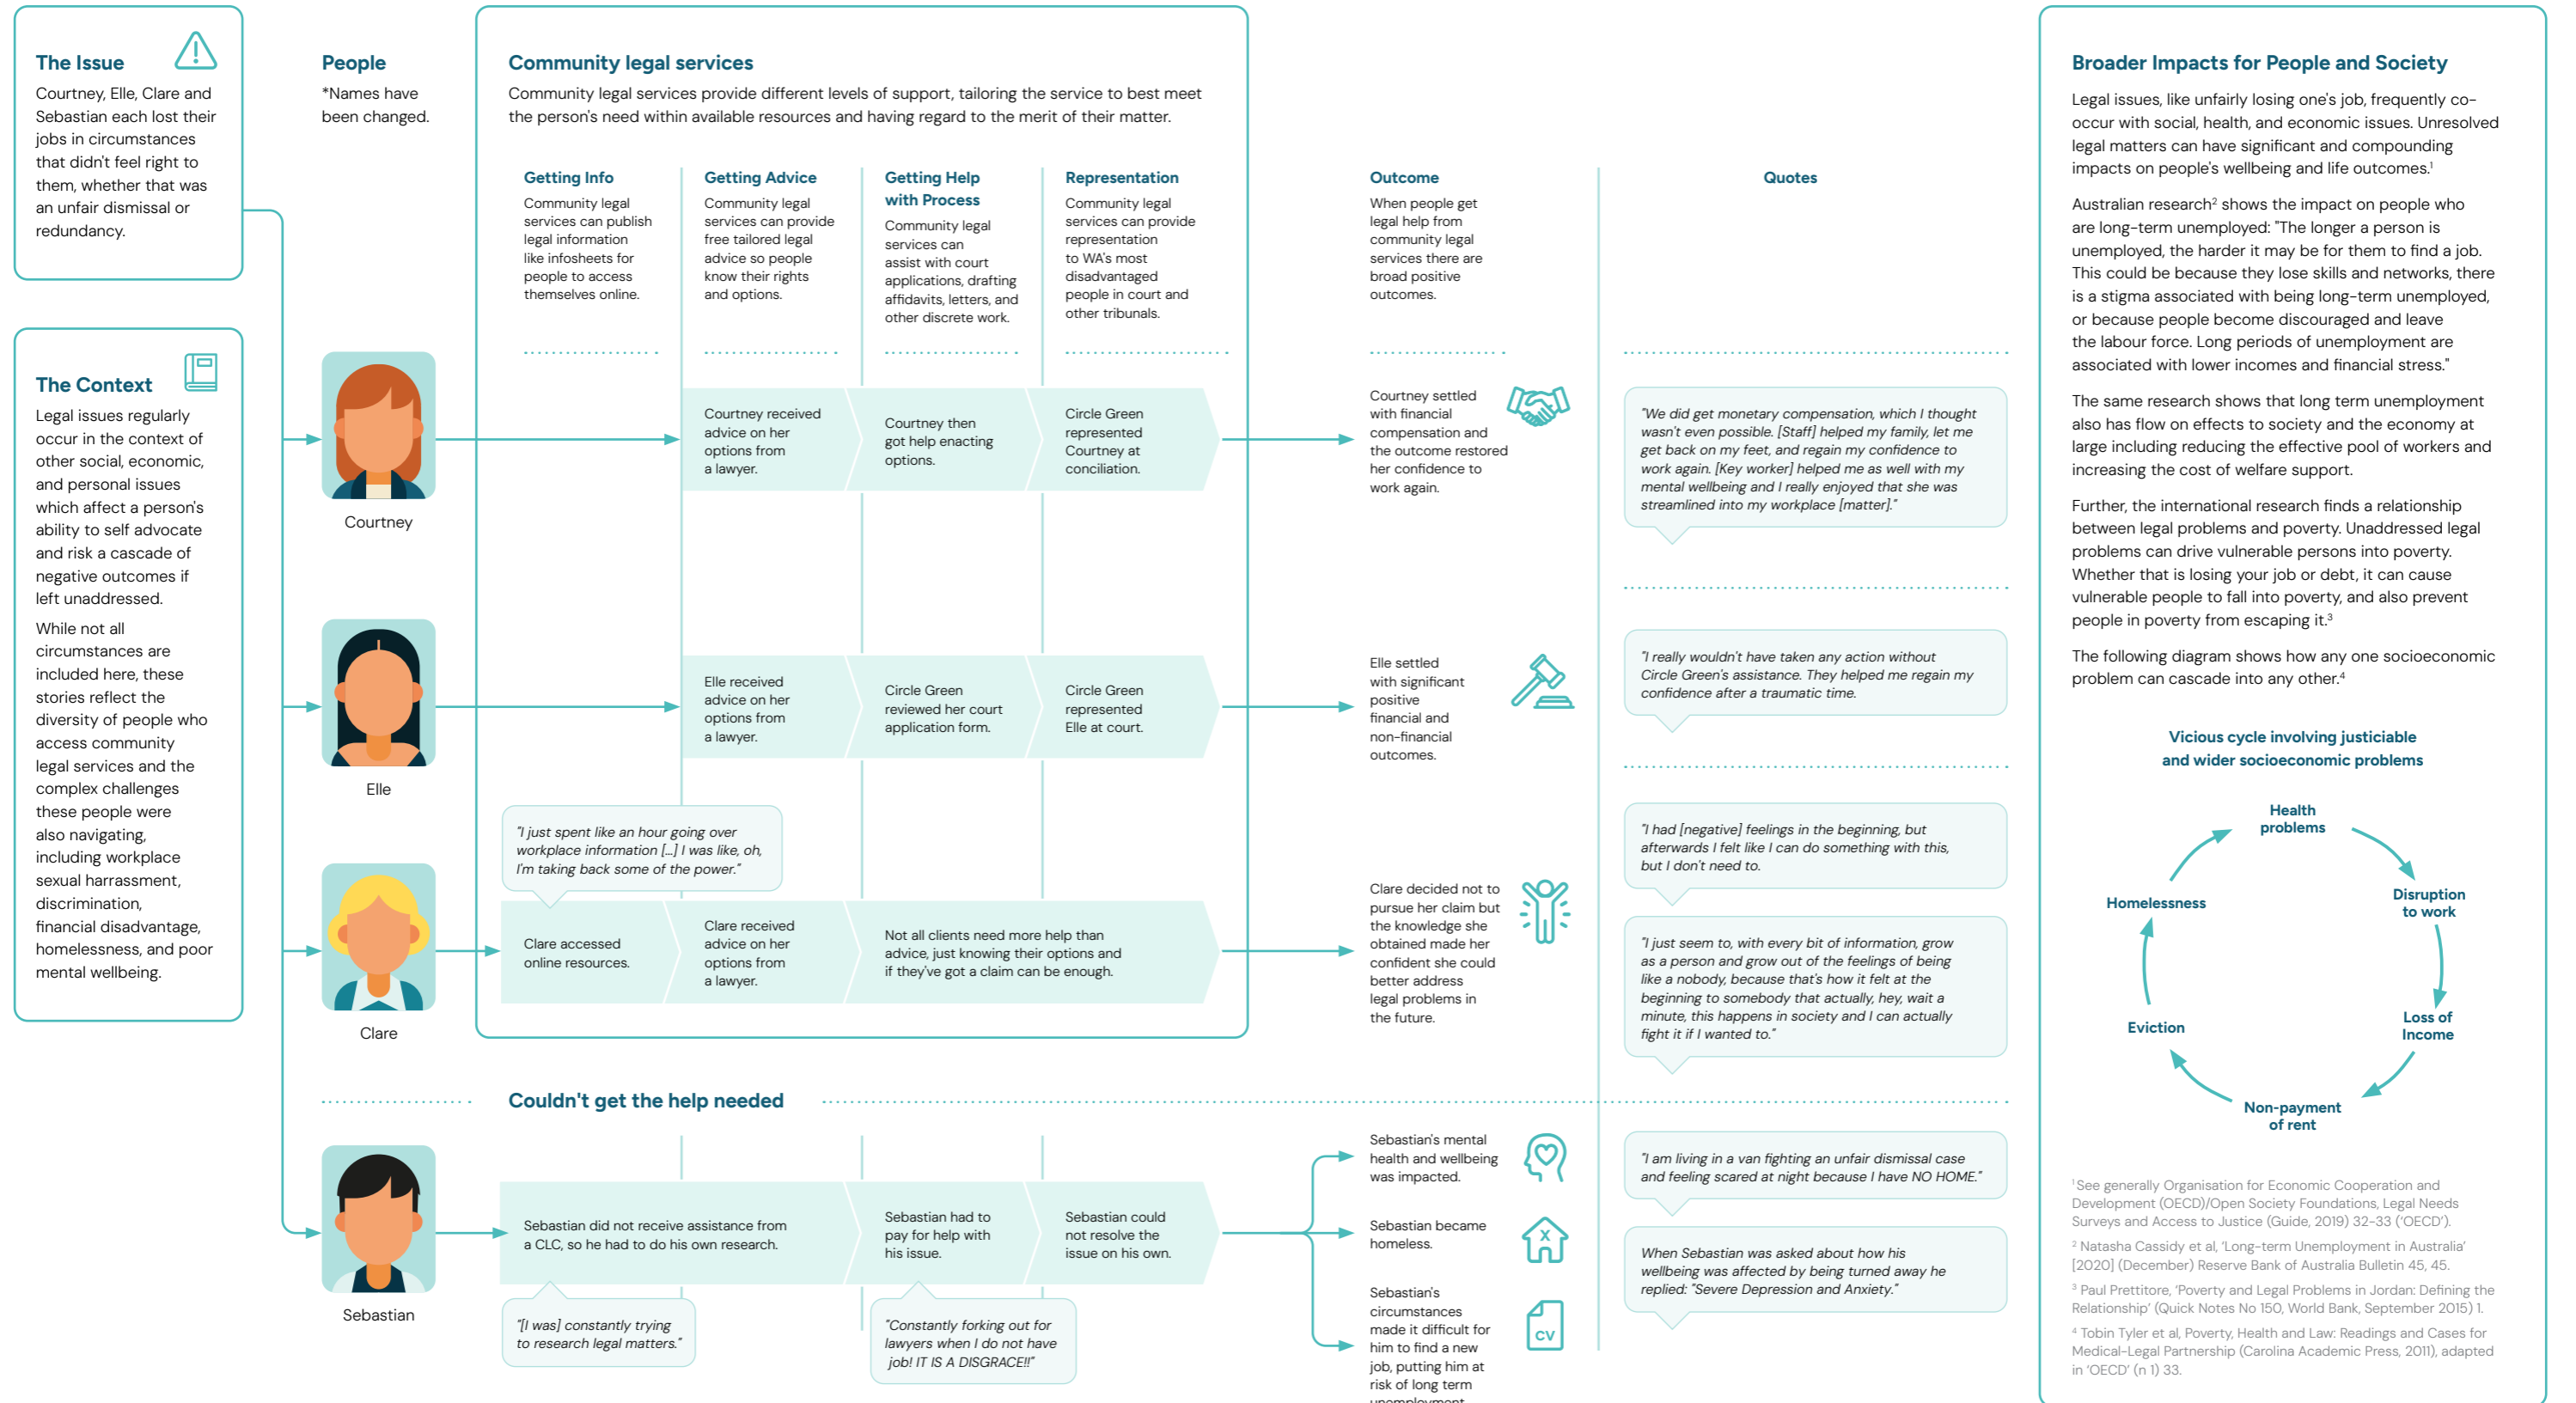 The Issue
Courtney, Elle, Clare and
Sebastian each lost their
jobs in circumstances
that didn't feel right to
them, whether that was
an unfair dismissal or
redundancy.
The Context
Legal issues regularly
occur in the context of
other social, economic,
and personal issues
which affect a person's
ability to self advocate
and risk a cascade of
negative outcomes if
left unaddressed.
While not all
circumstances are
included here, these
stories reflect the
diversity of people who
access community
legal services and the
complex challenges
these people were
also navigating,
including workplace
sexual harrassment,
discrimination,
financial disadvantage,
homelessness, and poor
mental wellbeing.
People
*Names have
been changed.
Community legal services
Community legal services provide different levels of support, tailoring the service to best meet
the person's need within available resources and having regard to the merit of their matter.
Getting Info
Community legal
services can publish
legal information
like infosheets for
people to access
themselves online.
Getting Advice
Community legal
services can provide
free tailored legal
advice so people
know their rights
and options.
Getting Help
with Process
Community legal
services can
assist with court
applications, drafting
affidavits, letters, and
other discrete work.
Representation
Community legal
services can provide
representation
to WA's most
disadvantaged
people in court and
other tribunals.
Outcome
When people get
legal help from
community legal
services there are
broad positive
outcomes.
Quotes
Courtney
Courtney received
advice on her
options from
a lawyer.
Courtney then
got help enacting
options.
Circle Green
represented
Courtney at
conciliation.
Courtney settled
with financial
compensation and
the outcome restored
her confidence to
work again.
"We did get monetary compensation, which I thought
wasn't even possible. [Staff] helped my family, let me
get back on my feet, and regain my confidence to
work again. [Key worker] helped me as well with my
mental wellbeing and I really enjoyed that she was
streamlined into my workplace [matter]."
Elle
Elle received
advice on her
options from
a lawyer.
Circle Green
reviewed her court
application form.
Circle Green
represented
Elle at court.
Elle settled
with significant
positive
financial and
non-financial
outcomes.
"I really wouldn't have taken any action without
Circle Green's assistance. They helped me regain my
confidence after a traumatic time.
Clare
"I just spent like an hour going over
workplace information [...] I was like, oh,
I'm taking back some of the power."
Clare accessed
online resources.
Clare received
advice on her
options from
a lawyer.
Not all clients need more help than
advice, just knowing their options and
if they've got a claim can be enough.
Clare decided not to
pursue her claim but
the knowledge she
obtained made her
confident she could
better address
legal problems in
the future.
"I had [negative] feelings in the beginning, but
afterwards I felt like I can do something with this,
but I don't need to.
"I just seem to, with every bit of information, grow
as a person and grow out of the feelings of being
like a nobody, because that's how it felt at the
beginning to somebody that actually, hey, wait a
minute, this happens in society and I can actually
fight it if I wanted to."
Couldn't get the help needed
Sebastian
Sebastian did not receive assistance from
a CLC, so he had to do his own research.
Sebastian had to
pay for help with
his issue.
Sebastian could
not resolve the
issue on his own.
"[I was] constantly trying
to research legal matters."
"Constantly forking out for
lawyers when I do not have
job! IT IS A DISGRACE!!"
Sebastian's mental
health and wellbeing
was impacted.
Sebastian became
homeless.
X
Sebastian's
circumstances
made it difficult for
him to find a new
job, putting him at
risk of long term
unemployment
CV
"I am living in a van fighting an unfair dismissal case
and feeling scared at night because I have NO HOME."
When Sebastian was asked about how his
wellbeing was affected by being turned away he
replied: "Severe Depression and Anxiety."
Broader Impacts for People and Society
Legal issues, like unfairly losing one's job, frequently co-
occur with social, health, and economic issues. Unresolved
legal matters can have significant and compounding
impacts on people's wellbeing and life outcomes.¹
Australian research² shows the impact on people who
are long-term unemployed: "The longer a person is
unemployed, the harder it may be for them to find a job.
This could be because they lose skills and networks, there
is a stigma associated with being long-term unemployed,
or because people become discouraged and leave
the labour force. Long periods of unemployment are
associated with lower incomes and financial stress."
The same research shows that long term unemployment
also has flow on effects to society and the economy at
large including reducing the effective pool of workers and
increasing the cost of welfare support.
Further, the international research finds a relationship
between legal problems and poverty. Unaddressed legal
problems can drive vulnerable persons into poverty.
Whether that is losing your job or debt, it can cause
vulnerable people to fall into poverty, and also prevent
people in poverty from escaping it.³
The following diagram shows how any one socioeconomic
problem can cascade into any other.⁴
Vicious cycle involving justiciable
and wider socioeconomic problems
Health
problems
Disruption
to work
Loss of
Income
Non-payment
of rent
Eviction
Homelessness
¹ See generally Organisation for Economic Cooperation and
Development (OECD)/Open Society Foundations, Legal Needs
Surveys and Access to Justice (Guide, 2019) 32-33 ('OECD').
² Natasha Cassidy et al, 'Long-term Unemployment in Australia'
[2020] (December) Reserve Bank of Australia Bulletin 45, 45.
³ Paul Prettitore, 'Poverty and Legal Problems in Jordan: Defining the
Relationship' (Quick Notes No 150, World Bank, September 2015) 1.
⁴ Tobin Tyler et al, Poverty, Health and Law: Readings and Cases for
Medical-Legal Partnership (Carolina Academic Press, 2011), adapted
in 'OECD' (n 1) 33.